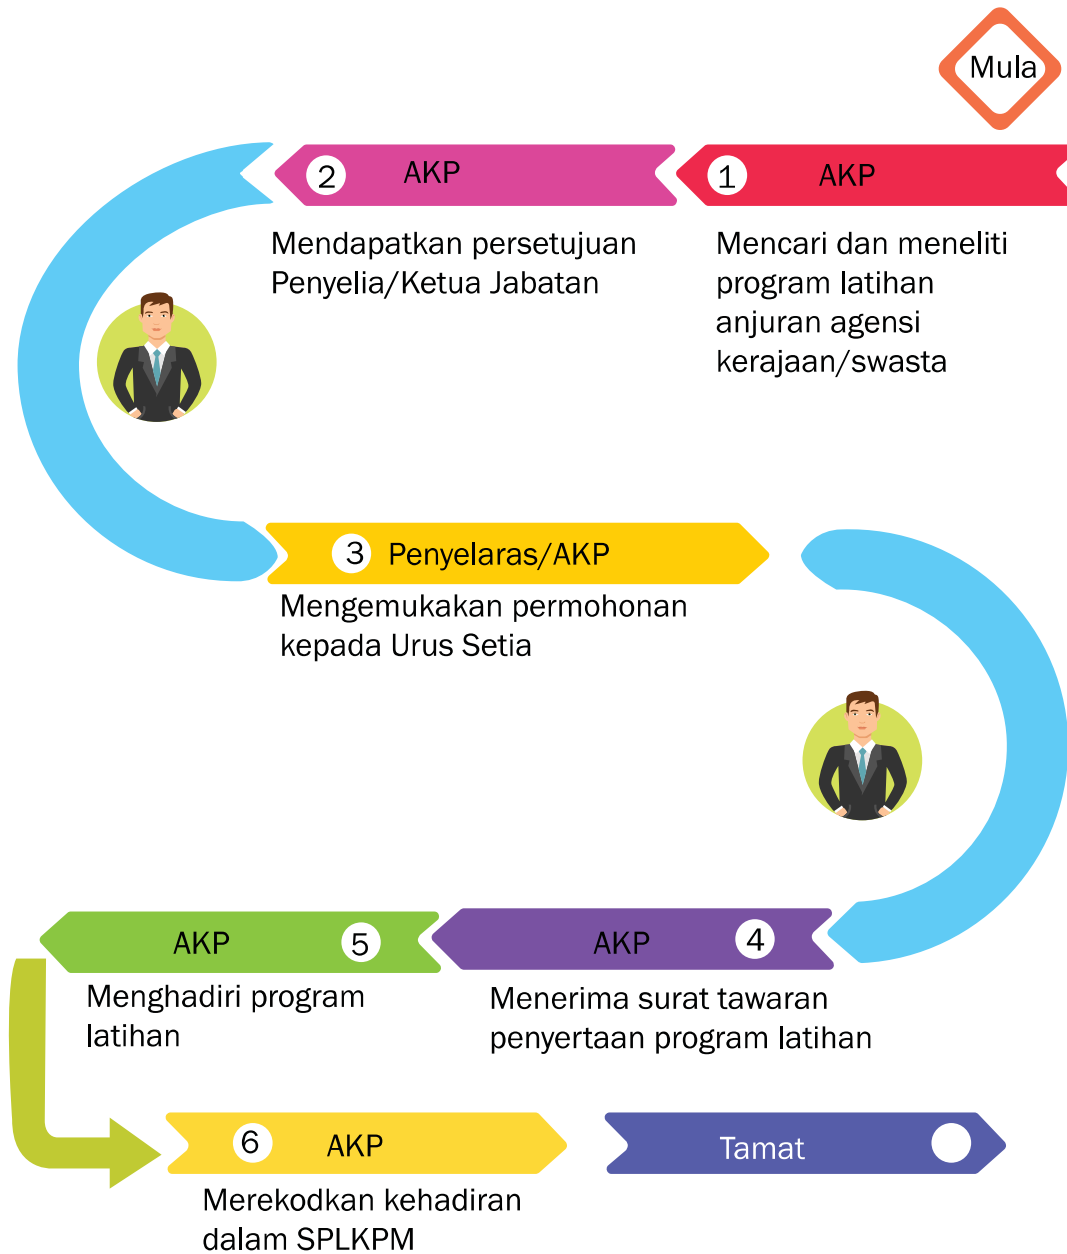 Mula
1 AKP
Mencari dan meneliti
program latihan
anjuran agensi
kerajaan/swasta
2 AKP
Mendapatkan persetujuan
Penyelia/Ketua Jabatan
3 Penyelaras/AKP
Mengemukakan permohonan
kepada Urus Setia
AKP 4
Menerima surat tawaran
penyertaan program latihan
AKP 5
Menghadiri program
latihan
6 AKP
Merekodkan kehadiran
dalam SPLKPM
Tamat